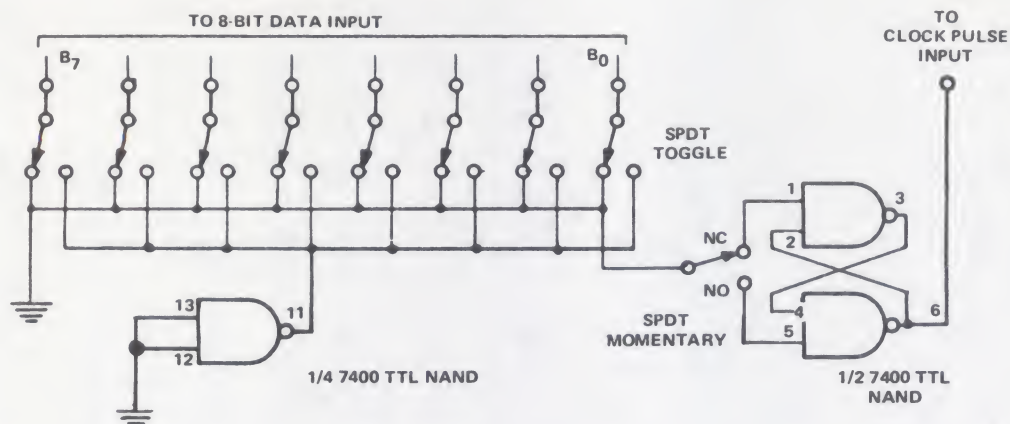 TO 8-BIT DATA INPUT
B7
B0
TO
CLOCK PULSE
INPUT
SPDT
TOGGLE
1
2
3
NC
NO
4
5
6
SPDT
MOMENTARY
13
12
11
1/4 7400 TTL NAND
1/2 7400 TTL
NAND